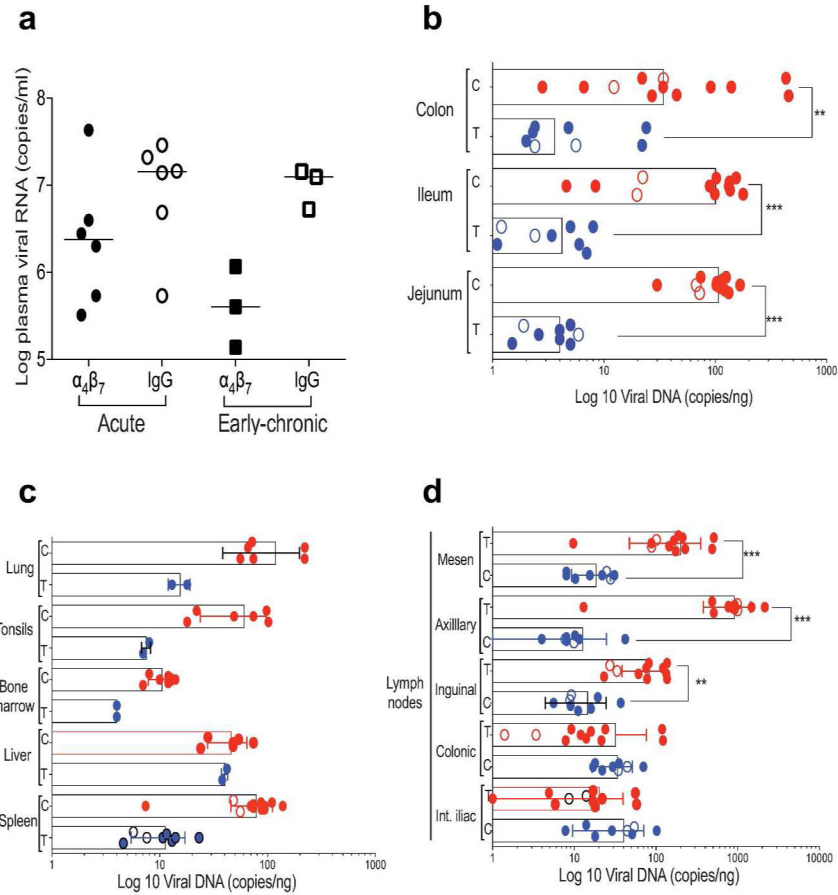 a
Log plasma viral RNA (copies/ml)
8
7
6
5
α4β7 IgG α4β7 IgG
Acute Early-chronic
b
Colon
C
T
**
Ileum
C
T
***
Jejunum
C
T
***
1 10 100 1000
Log 10 Viral DNA (copies/ng)
c
Lung
C
T
Tonsils
C
T
Bone
marrow
C
T
Liver
C
T
Spleen
C
T
1 10 100 1000
Log 10 Viral DNA (copies/ng)
d
Lymph
nodes
Mesen
T
C
***
Axilllary
T
C
***
Inguinal
T
C
**
Colonic
T
C
Int. iliac
T
C
1 10 100 1000 10000
Log 10 Viral DNA (copies/ng)